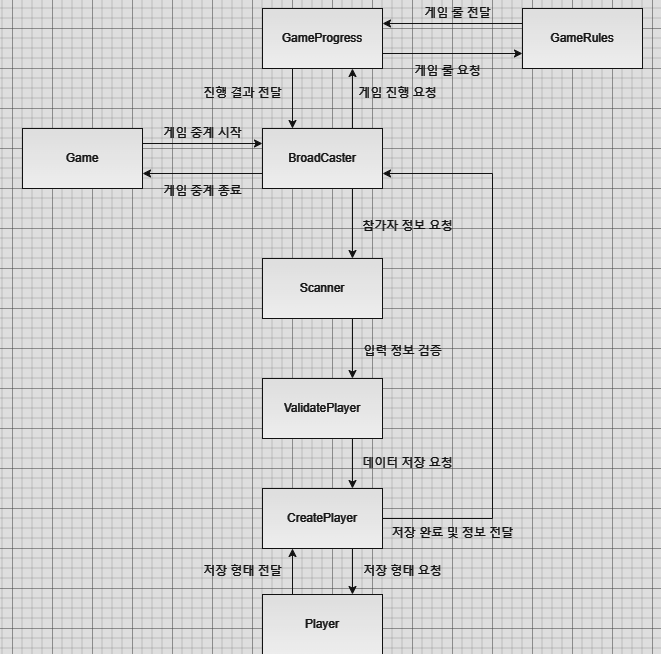 게임 룰 전달
GameProgress
GameRules
게임 룰 요청
진행 결과 전달
게임 진행 요청
게임 중계 시작
Game
BroadCaster
게임 중계 종료
참가자 정보 요청
Scanner
입력 정보 검증
ValidatePlayer
데이터 저장 요청
CreatePlayer
저장 완료 및 정보 전달
저장 형태 전달
저장 형태 요청
Player